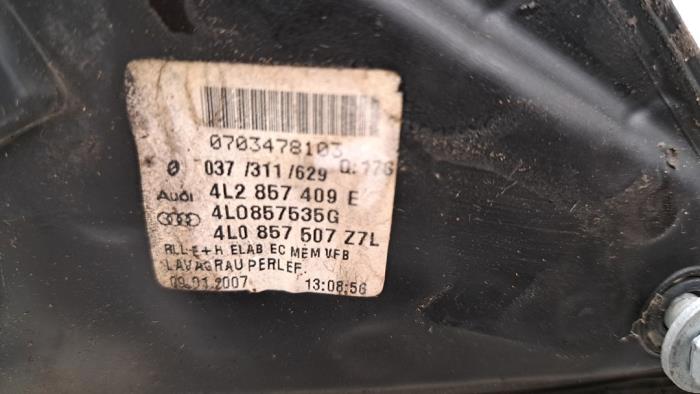 0703478103 Q:776
0 037 /311 /629
Audi 4L2 857 409 E
4L0857535G
4L0 857 507 Z7L
RLL-E+H ELAB EC MEM VFB
LAVAGRAU PERLEF.
09.01.2007 13:08:56